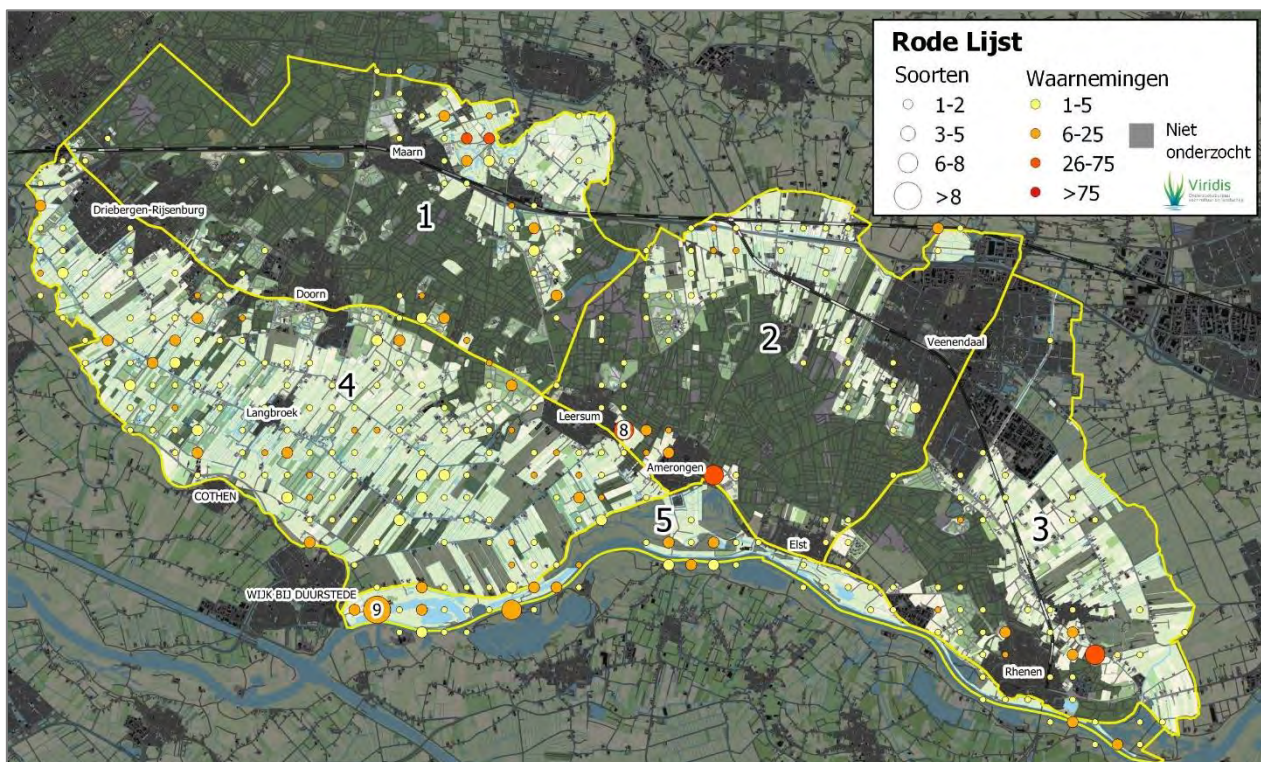 Rode Lijst
Soorten
Waarnemingen
1-2
1-5
3-5
6-25
6-8
26-75
>8
>75
Niet
onderzocht
Viridis
Maarn
Driebergen-Rijsenburg
1
Doorn
2
Veenendaal
4
Langbroek
Leersum
8
Amerongen
COTHEN
5
3
Elst
WIJK BIJ DUURSTEDE
9
Rhenen